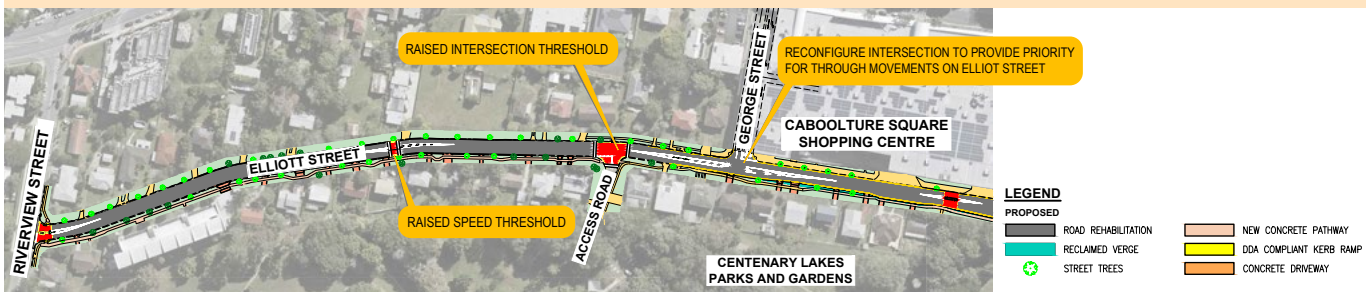 RAISED INTERSECTION THRESHOLD
RECONFIGURE INTERSECTION TO PROVIDE PRIORITY
FOR THROUGH MOVEMENTS ON ELLIOT STREET
GEORGE STREET
CABOOLTURE SQUARE
SHOPPING CENTRE
RIVERVIEW STREET
ELLIOTT STREET
RAISED SPEED THRESHOLD
ACCESS ROAD
CENTENARY LAKES
PARKS AND GARDENS
LEGEND
PROPOSED
ROAD REHABILITATION
RECLAIMED VERGE
STREET TREES
NEW CONCRETE PATHWAY
DDA COMPLIANT KERB RAMP
CONCRETE DRIVEWAY